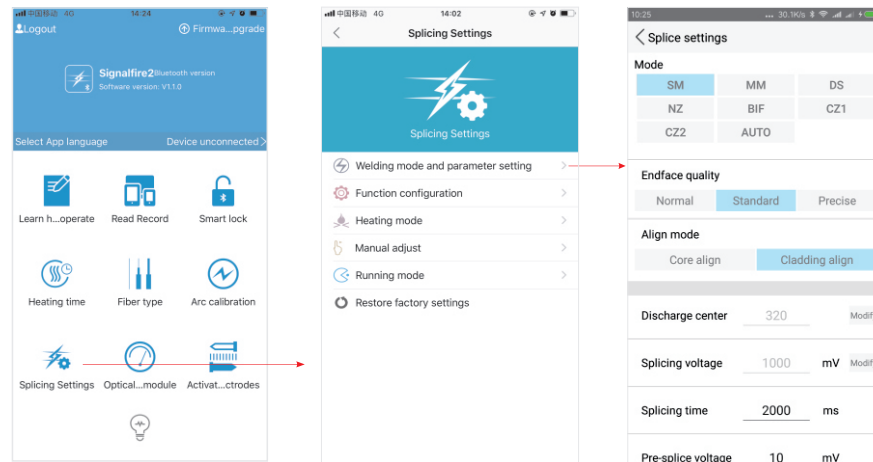 中国移动 4G 14:24
Logout Firmwa...pgrade
Signalfire2Bluetooth version
Software version: V1.1.0
Select App language Device unconnected
Learn h...operate Read Record Smart lock
Heating time Fiber type Arc calibration
Splicing Settings Optical...module Activat...ctrodes
中国移动 4G 14:02
Splicing Settings
Splicing Settings
Welding mode and parameter setting
Function configuration
Heating mode
Manual adjust
Running mode
Restore factory settings
10:25 ... 30.1K/s
Splice settings
Mode
SM MM DS
NZ BIF CZ1
CZ2 AUTO
Endface quality
Normal Standard Precise
Align mode
Core align Cladding align
Discharge center 320 Modif
Splicing voltage 1000 mV Modif
Splicing time 2000 ms
Pre-splice voltage 10 mV